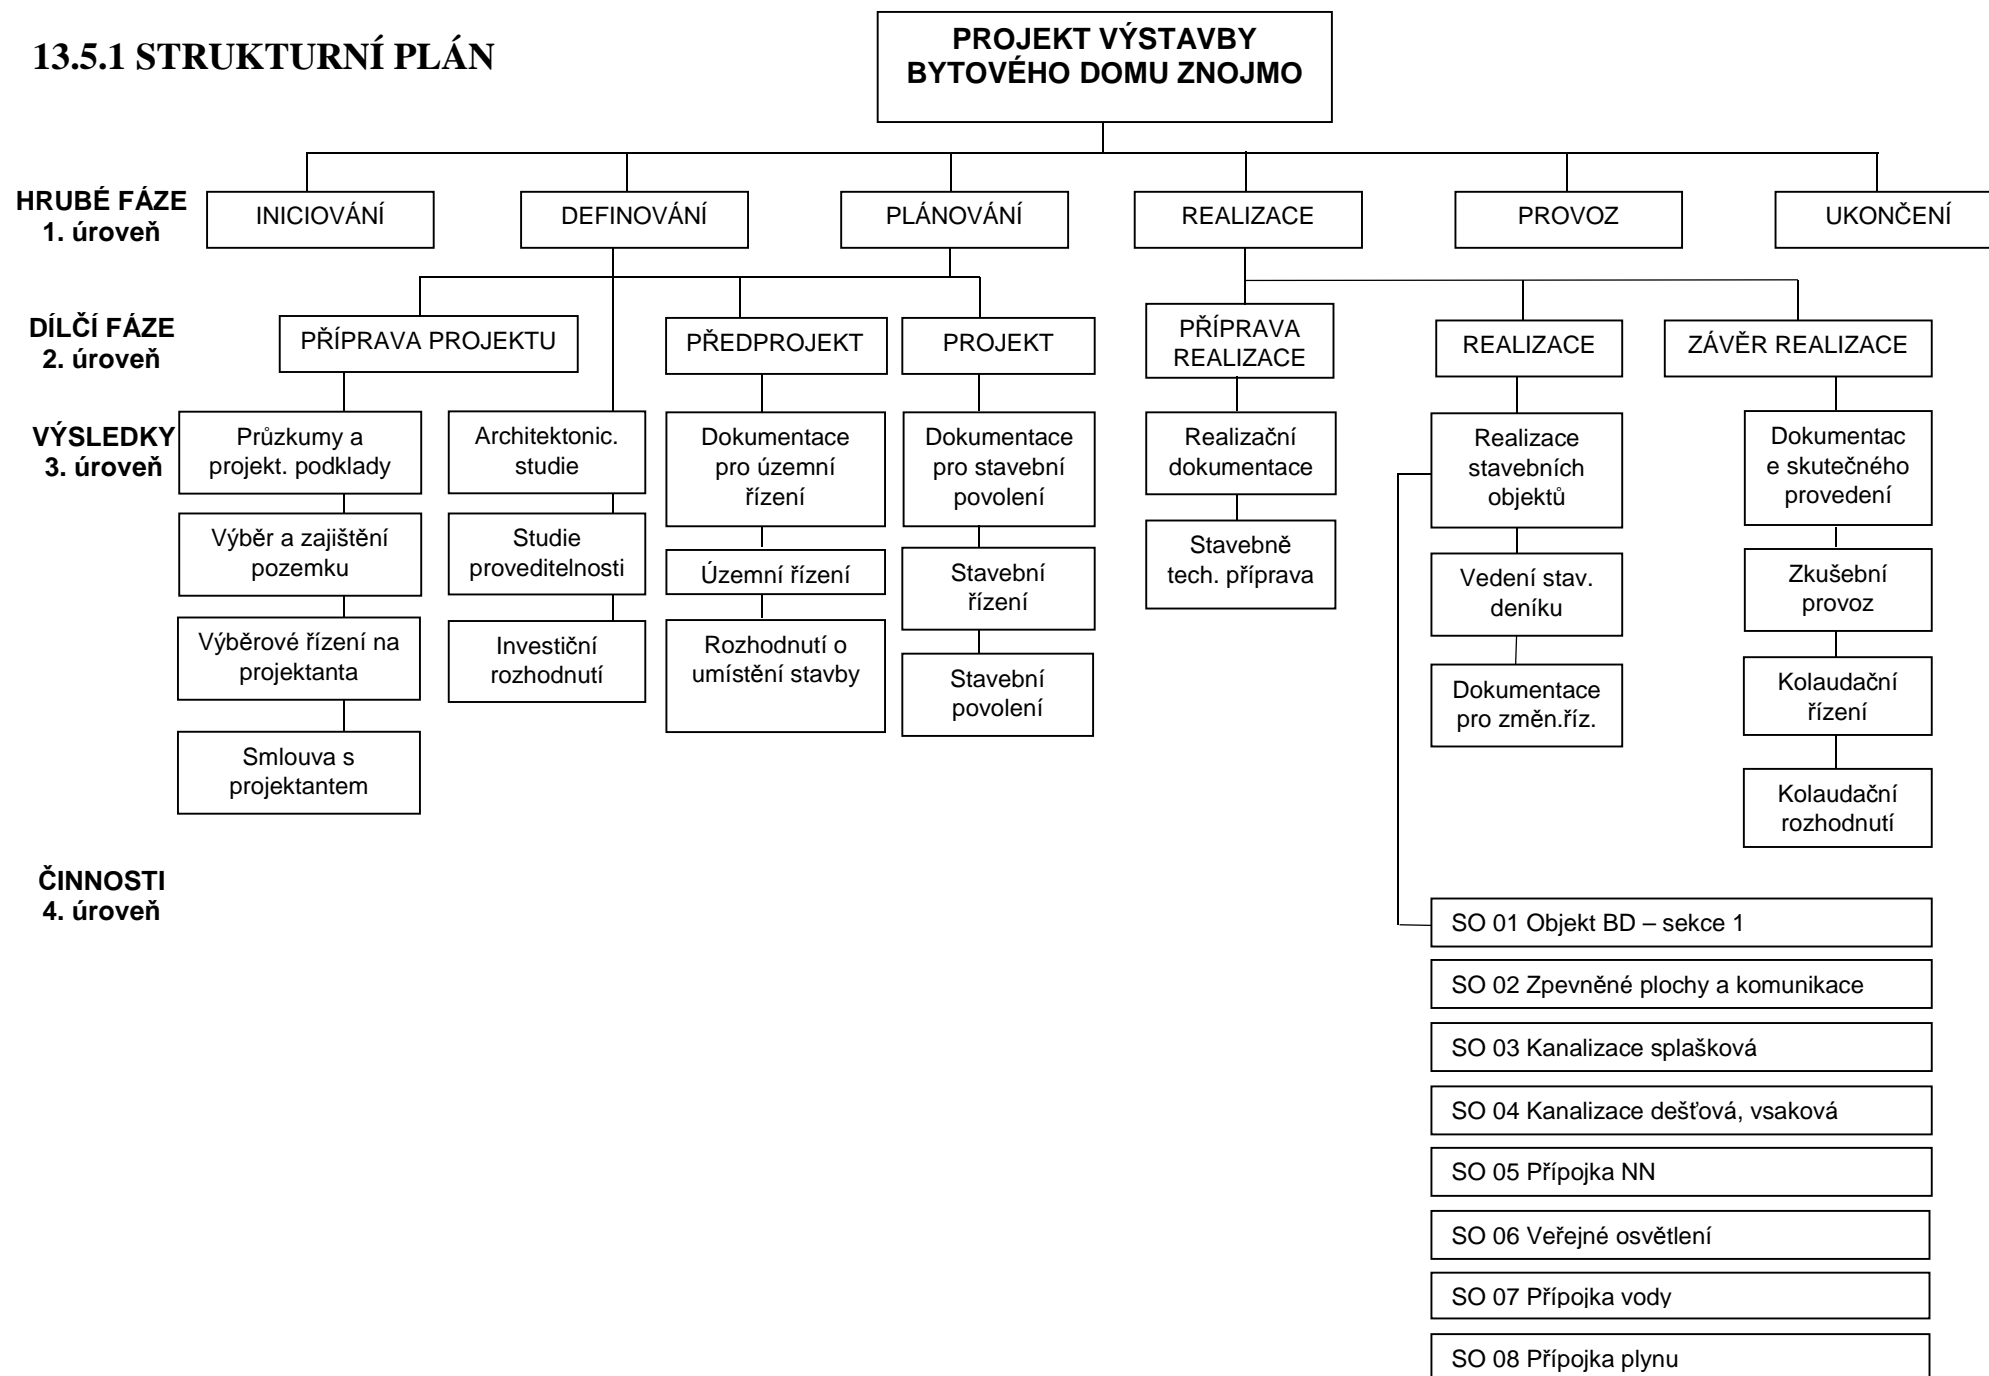 13.5.1 STRUKTURNÍ PLÁN
PROJEKT VÝSTAVBY
BYTOVÉHO DOMU ZNOJMO
HRUBÉ FÁZE
1. úroveň
INICIOVÁNÍ
DEFINOVÁNÍ
PLÁNOVÁNÍ
REALIZACE
PROVOZ
UKONČENÍ
DÍLČÍ FÁZE
2. úroveň
PŘÍPRAVA PROJEKTU
PŘEDPROJEKT
PROJEKT
PŘÍPRAVA
REALIZACE
REALIZACE
ZÁVĚR REALIZACE
VÝSLEDKY
3. úroveň
Průzkumy a
projekt. podklady
Výběr a zajištění
pozemku
Výběrové řízení na
projektanta
Smlouva s
projektantem
Architektonic.
studie
Studie
proveditelnosti
Investiční
rozhodnutí
Dokumentace
pro územní
řízení
Územní řízení
Rozhodnutí o
umístění stavby
Dokumentace
pro stavební
povolení
Stavební
řízení
Stavební
povolení
Realizační
dokumentace
Stavebně
tech. příprava
Realizace
stavebních
objektů
Vedení stav.
deníku
Dokumentace
pro změn.říz.
Dokumentac
e skutečného
provedení
Zkušební
provoz
Kolaudační
řízení
Kolaudační
rozhodnutí
ČINNOSTI
4. úroveň
SO 01 Objekt BD – sekce 1
SO 02 Zpevněné plochy a komunikace
SO 03 Kanalizace splašková
SO 04 Kanalizace dešťová, vsaková
SO 05 Přípojka NN
SO 06 Veřejné osvětlení
SO 07 Přípojka vody
SO 08 Přípojka plynu